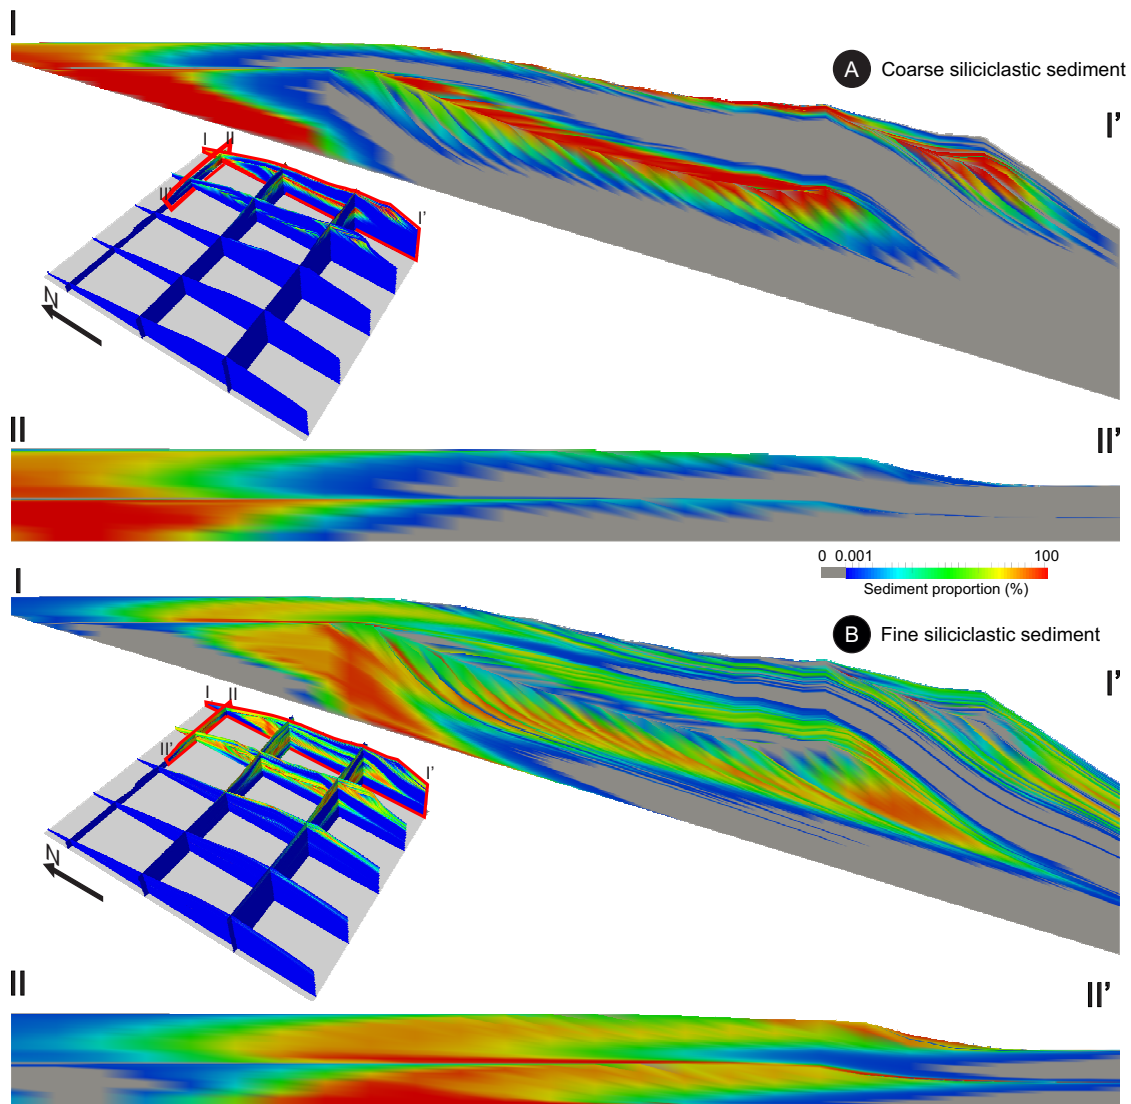 I
A Coarse siliciclastic sediment
I'
I II
II'
I'
N
II
II'
0 0.001 100
Sediment proportion (%)
I
B Fine siliciclastic sediment
I'
I II
II'
I'
N
II
II'